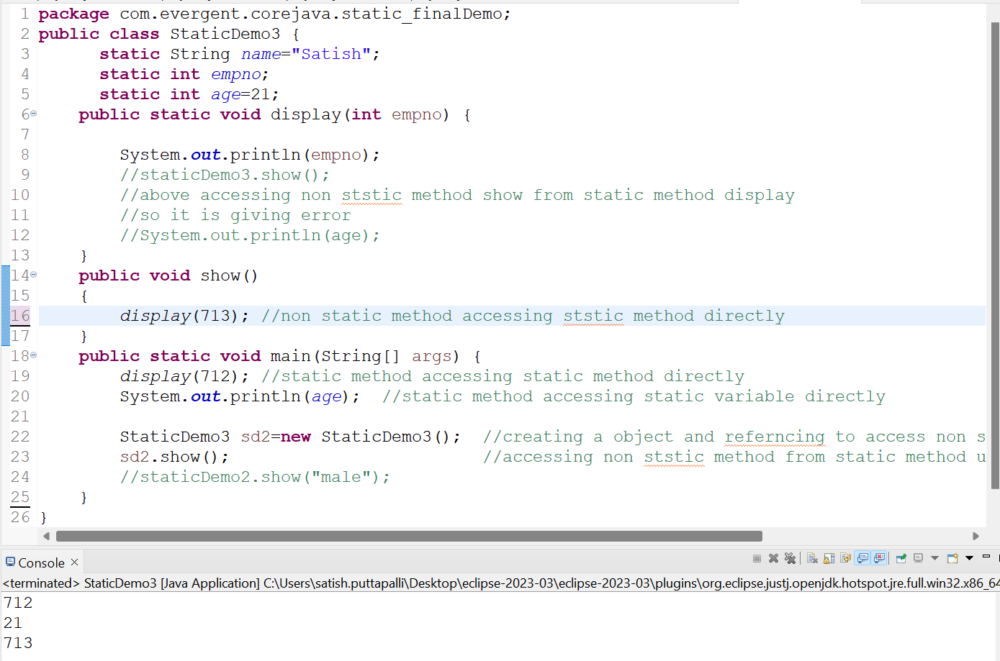 1 package com.evergent.corejava.static_finalDemo;
2 public class StaticDemo3 {
3 static String name="Satish";
4 static int empno;
5 static int age=21;
6 public static void display(int empno) {
7
8 System.out.println(empno);
9 //staticDemo3.show();
10 //above accessing non ststic method show from static method display
11 //so it is giving error
12 //System.out.println(age);
13 }
14 public void show()
15 {
16 display(713); //non static method accessing ststic method directly
17 }
18 public static void main(String[] args) {
19 display(712); //static method accessing static method directly
20 System.out.println(age); //static method accessing static variable directly
21
22 StaticDemo3 sd2=new StaticDemo3(); //creating a object and referncing to access non s
23 sd2.show(); //accessing non ststic method from static method u
24 //staticDemo2.show("male");
25 }
26 }
Console
<terminated> StaticDemo3 [Java Application] C:\Users\satish.puttapalli\Desktop\eclipse-2023-03\eclipse-2023-03\plugins\org.eclipse.justj.openjdk.hotspot.jre.full.win32.x86_64
712
21
713